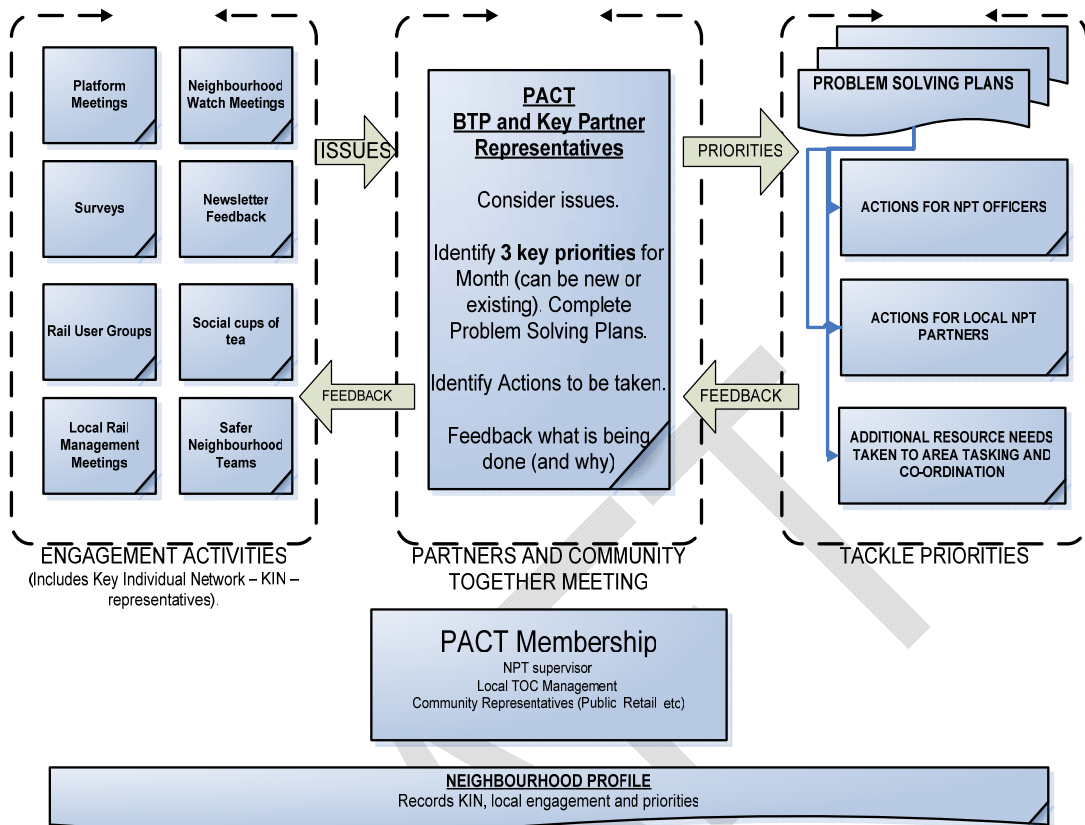 Platform
Meetings
Neighbourhood
Watch Meetings
Surveys
Newsletter
Feedback
Rail User Groups
Social cups of
tea
Local Rail
Management
Meetings
Safer
Neighbourhood
Teams
ENGAGEMENT ACTIVITIES
(Includes Key Individual Network – KIN –
representatives).
ISSUES
FEEDBACK
PACT
BTP and Key Partner
Representatives
Consider issues.
Identify 3 key priorities for
Month (can be new or
existing). Complete
Problem Solving Plans.
Identify Actions to be taken.
Feedback what is being
done (and why)
PARTNERS AND COMMUNITY
TOGETHER MEETING
PRIORITIES
FEEDBACK
PROBLEM SOLVING PLANS
ACTIONS FOR NPT OFFICERS
ACTIONS FOR LOCAL NPT
PARTNERS
ADDITIONAL RESOURCE NEEDS
TAKEN TO AREA TASKING AND
CO-ORDINATION
TACKLE PRIORITIES
PACT Membership
NPT supervisor
Local TOC Management
Community Representatives (Public Retail etc)
NEIGHBOURHOOD PROFILE
Records KIN, local engagement and priorities